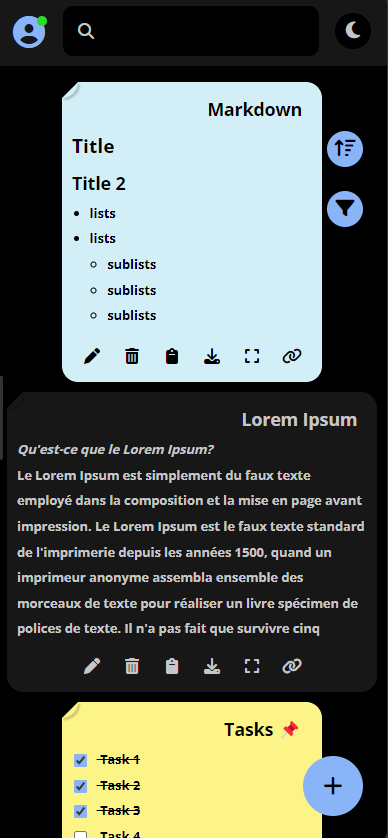 Markdown
Title
Title 2
lists
lists
sublists
sublists
sublists
Lorem Ipsum
Qu'est-ce que le Lorem Ipsum?
Le Lorem Ipsum est simplement du faux texte
employé dans la composition et la mise en page avant
impression. Le Lorem Ipsum est le faux texte standard
de l'imprimerie depuis les années 1500, quand un
imprimeur anonyme assembla ensemble des
morceaux de texte pour réaliser un livre spécimen de
polices de texte. Il n'a pas fait que survivre cinq
Tasks 📌
Task 1
Task 2
Task 3
Task 4